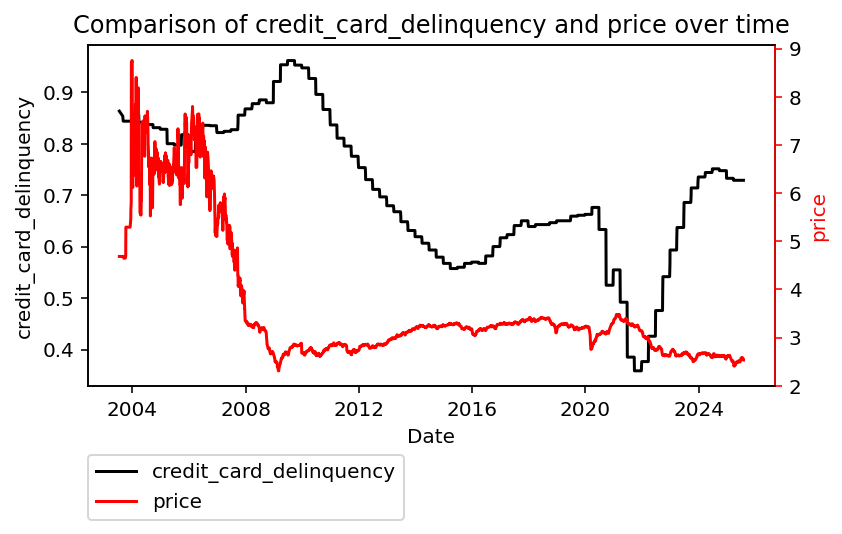 Comparison of credit_card_delinquency and price over time
credit_card_delinquency
0.9
0.8
0.7
0.6
0.5
0.4
9
8
7
6
5
4
3
2
price
2004 2008 2012 2016 2020 2024
Date
credit_card_delinquency
price